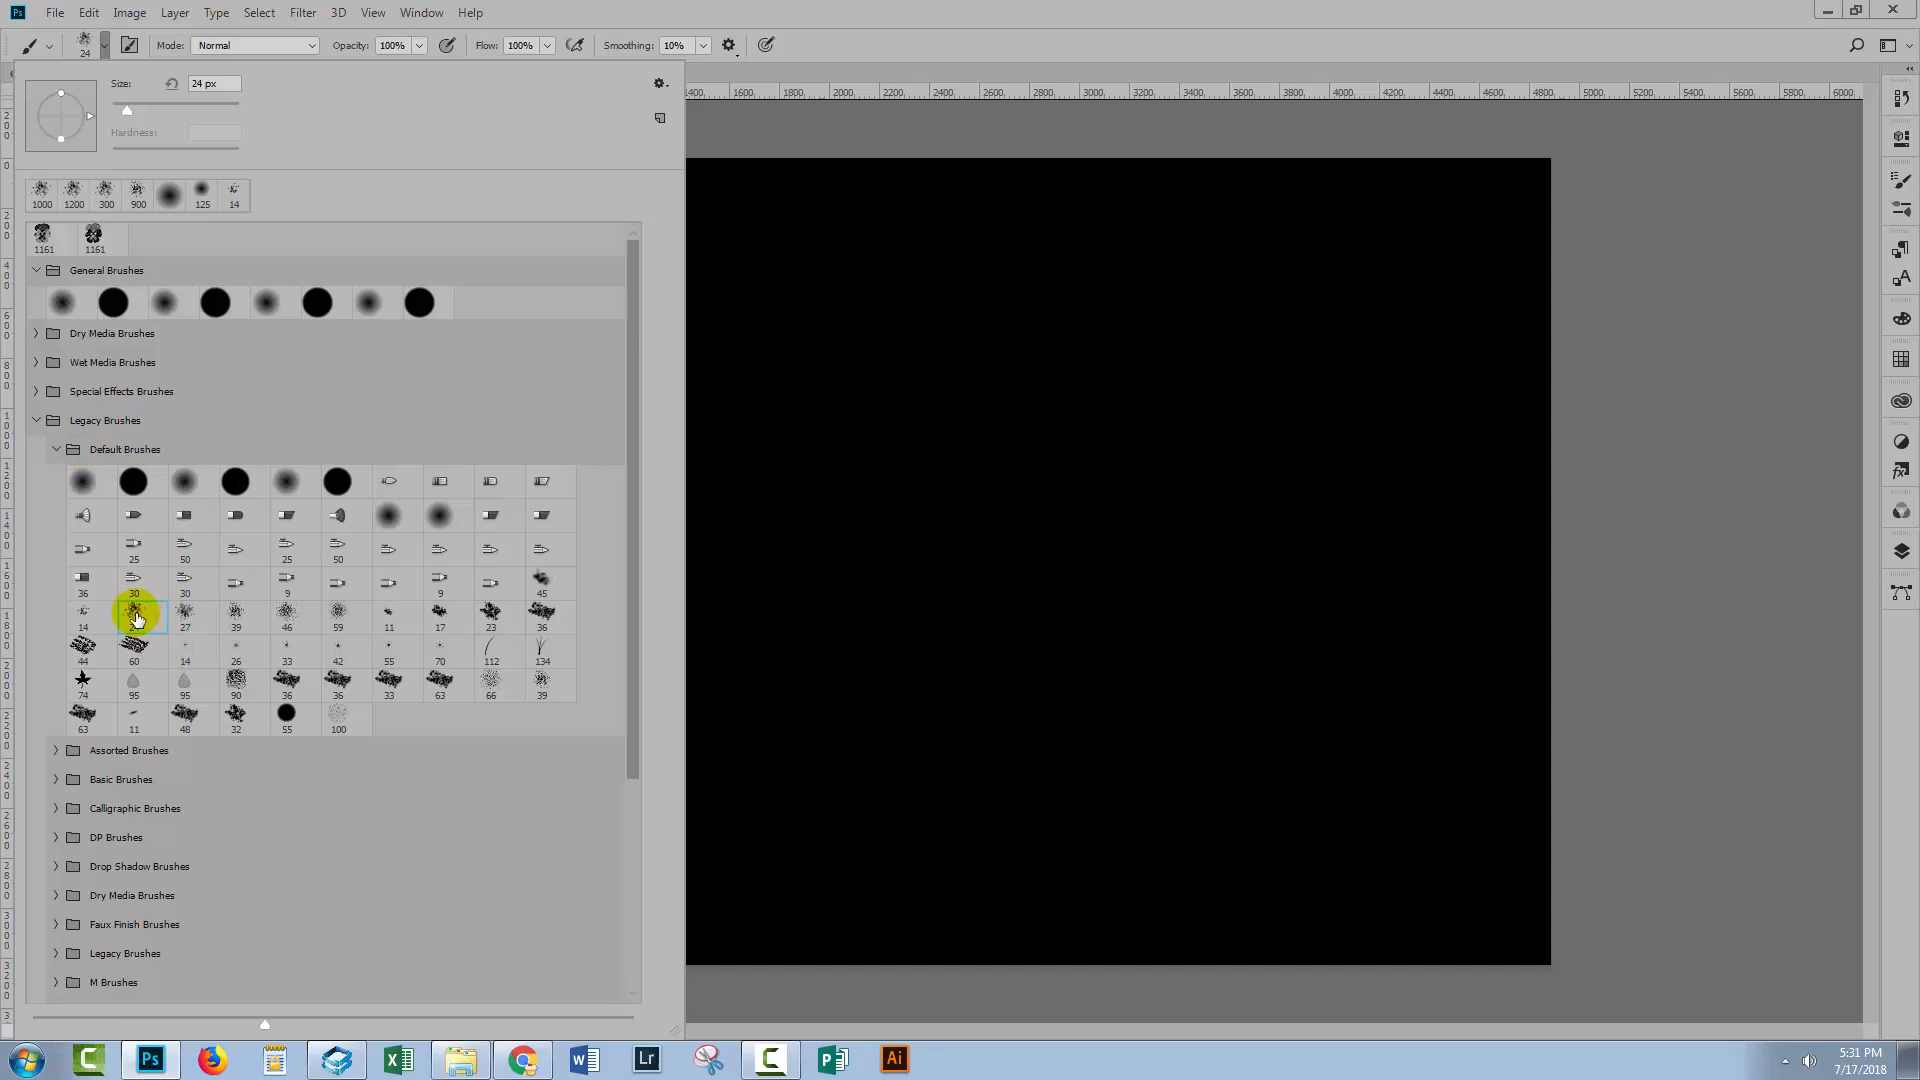 Ps File Edit Image Layer Type Select Filter 3D View Window Help
24 Mode: Normal Opacity: 100% Flow: 100% Smoothing: 10%
Size: 24 px
Hardness:
1400 1600 1800 2000 2200 2400 2600 2800 3000 3200 3400 3600 3800 4000 4200 4400 4600 4800 5000 5200 5400 5600 5800 6000
1000 1200 300 900 125 14
1161 1161
General Brushes
Dry Media Brushes
Wet Media Brushes
Special Effects Brushes
Legacy Brushes
Default Brushes
25 50 25 50
36 30 30 9 9 45
14 27 39 46 59 11 17 23 36
44 60 14 26 33 42 55 70 112 134
74 95 95 90 36 36 33 63 66 39
63 11 48 32 55 100
Assorted Brushes
Basic Brushes
Calligraphic Brushes
DP Brushes
Drop Shadow Brushes
Dry Media Brushes
Faux Finish Brushes
Legacy Brushes
M Brushes
Ps Lr Ai
5:31 PM
7/17/2018